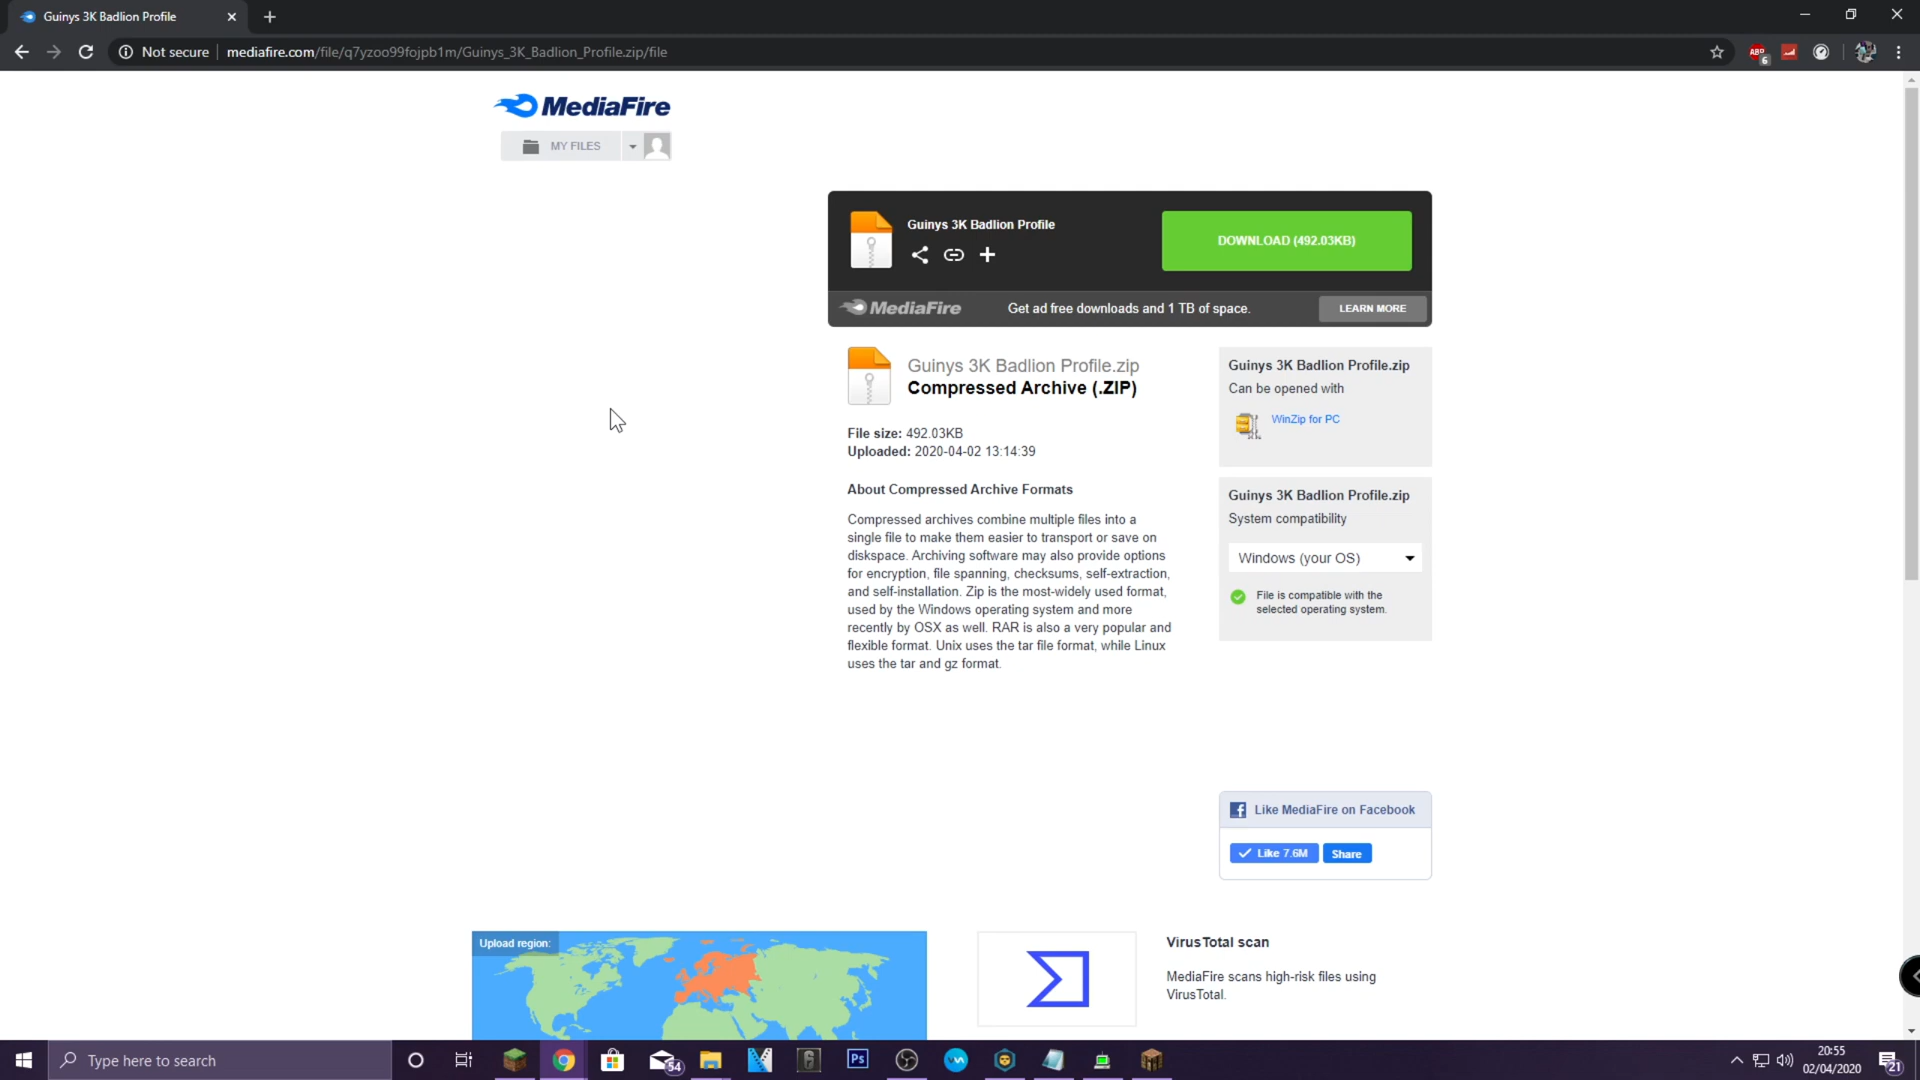 Guinys 3K Badlion Profile
Not secure
mediafire.com/file/q7yzoo99fojpb1m/Guinys_3K_Badlion_Profile.zip/file
ABP
6
MediaFire
MY FILES
Guinys 3K Badlion Profile
DOWNLOAD (492.03KB)
MediaFire
Get ad free downloads and 1 TB of space.
LEARN MORE
Guinys 3K Badlion Profile.zip
Compressed Archive (.ZIP)
File size: 492.03KB
Uploaded: 2020-04-02 13:14:39
About Compressed Archive Formats
Compressed archives combine multiple files into a
single file to make them easier to transport or save on
diskspace. Archiving software may also provide options
for encryption, file spanning, checksums, self-extraction,
and self-installation. Zip is the most-widely used format,
used by the Windows operating system and more
recently by OSX as well. RAR is also a very popular and
flexible format. Unix uses the tar file format, while Linux
uses the tar and gz format.
Guinys 3K Badlion Profile.zip
Can be opened with
WinZip for PC
Guinys 3K Badlion Profile.zip
System compatibility
Windows (your OS)
File is compatible with the
selected operating system.
Like MediaFire on Facebook
Like 7.6M
Share
Upload region:
VirusTotal scan
MediaFire scans high-risk files using
VirusTotal.
Type here to search
54
Ps
20:55
02/04/2020
21